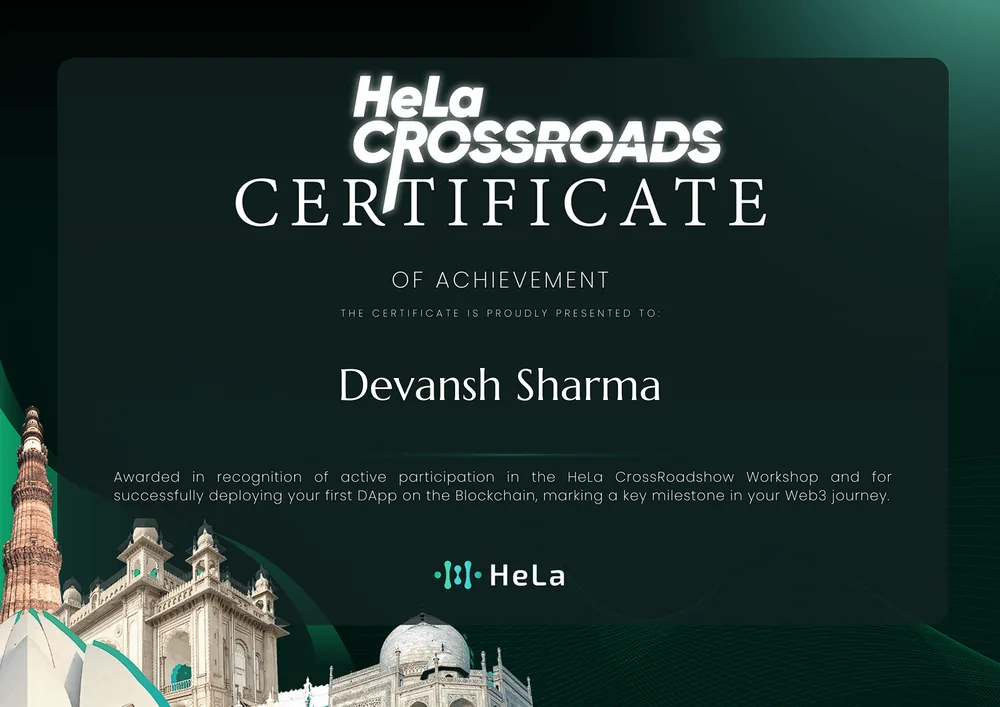 HeLa
CROSSROADS
CERTIFICATE
OF ACHIEVEMENT
THE CERTIFICATE IS PROUDLY PRESENTED TO:
Devansh Sharma
Awarded in recognition of active participation in the HeLa CrossRoadshow Workshop and for
successfully deploying your first DApp on the Blockchain, marking a key milestone in your Web3 journey.
HeLa